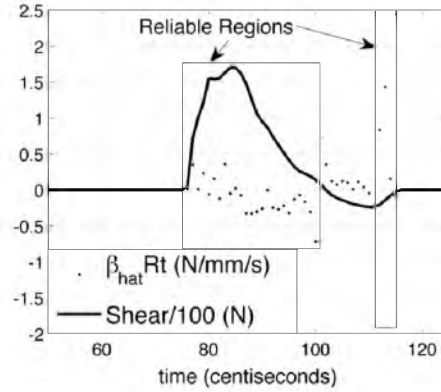 2.5
Reliable Regions
2
1.5
1
0.5
0
-0.5
-1
β_hat Rt (N/mm/s)
-1.5
Shear/100 (N)
-2
60 80 100 120
time (centiseconds)